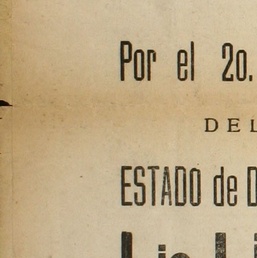 Por el 2o.
DEL
ESTADO de D